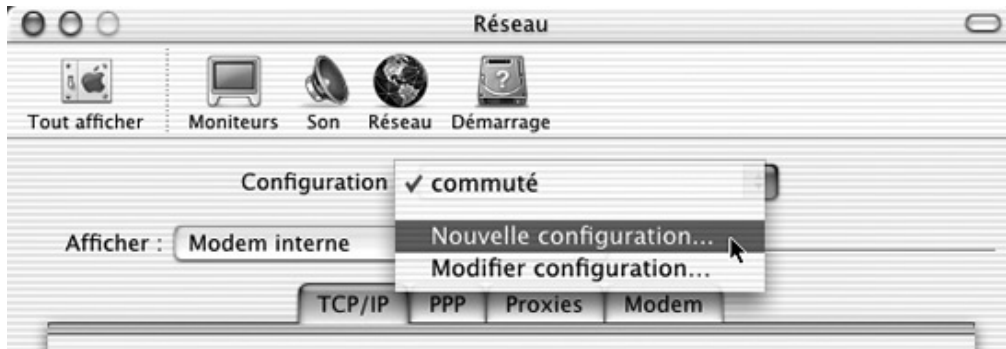 Réseau
Tout afficher
Moniteurs
Son
Réseau
Démarrage
Configuration
✓ commuté
Nouvelle configuration...
Modifier configuration...
Afficher :
Modem interne
TCP/IP
PPP
Proxies
Modem